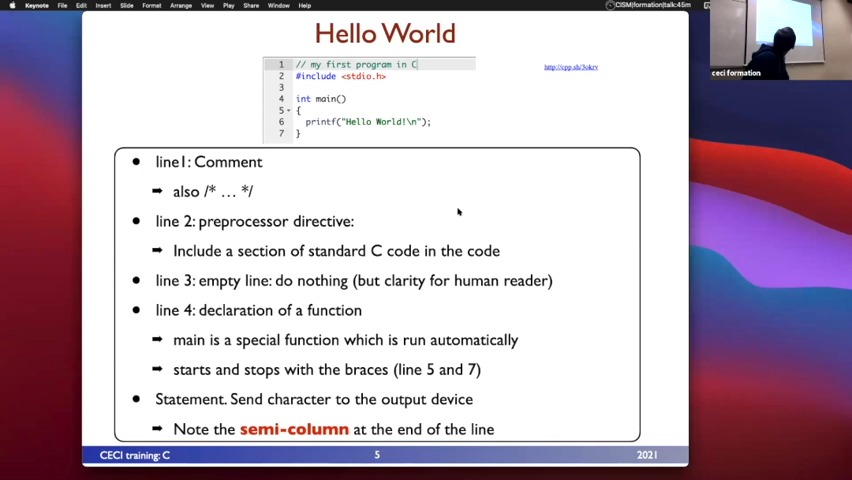 Keynote File Edit Insert Slide Format Arrange View Play Share Window Help
CISM|formation|talk:45m
Hello World
1 // my first program in C
2 #include <stdio.h>
3
4 int main()
5 {
6 printf("Hello World!\n");
7 }
http://cpp.sh/3okrv
ceci formation
• line1: Comment
➡ also /* … */
• line 2: preprocessor directive:
➡ Include a section of standard C code in the code
• line 3: empty line: do nothing (but clarity for human reader)
• line 4: declaration of a function
➡ main is a special function which is run automatically
➡ starts and stops with the braces (line 5 and 7)
• Statement. Send character to the output device
➡ Note the semi-column at the end of the line
CECI training: C 5 2021